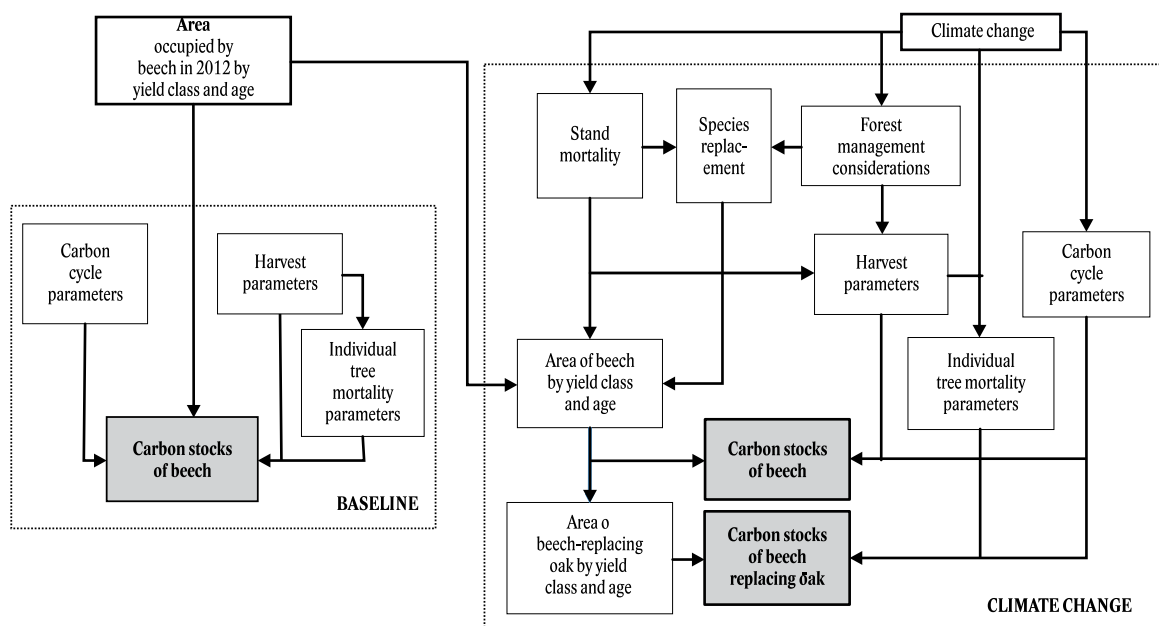 Area
occupied by
beech in 2012 by
yield class and age
Climate change
Stand
mortality
Species
replac-
ement
Forest
management
considerations
Carbon
cycle
parameters
Harvest
parameters
Individual
tree
mortality
parameters
Carbon stocks
of beech
BASELINE
Harvest
parameters
Carbon
cycle
parameters
Area of beech
by yield class
and age
Individual
tree mortality
parameters
Carbon stocks
of beech
Area o
beech-replacing
oak by yield
class and age
Carbon stocks
of beech
replacing oak
CLIMATE CHANGE